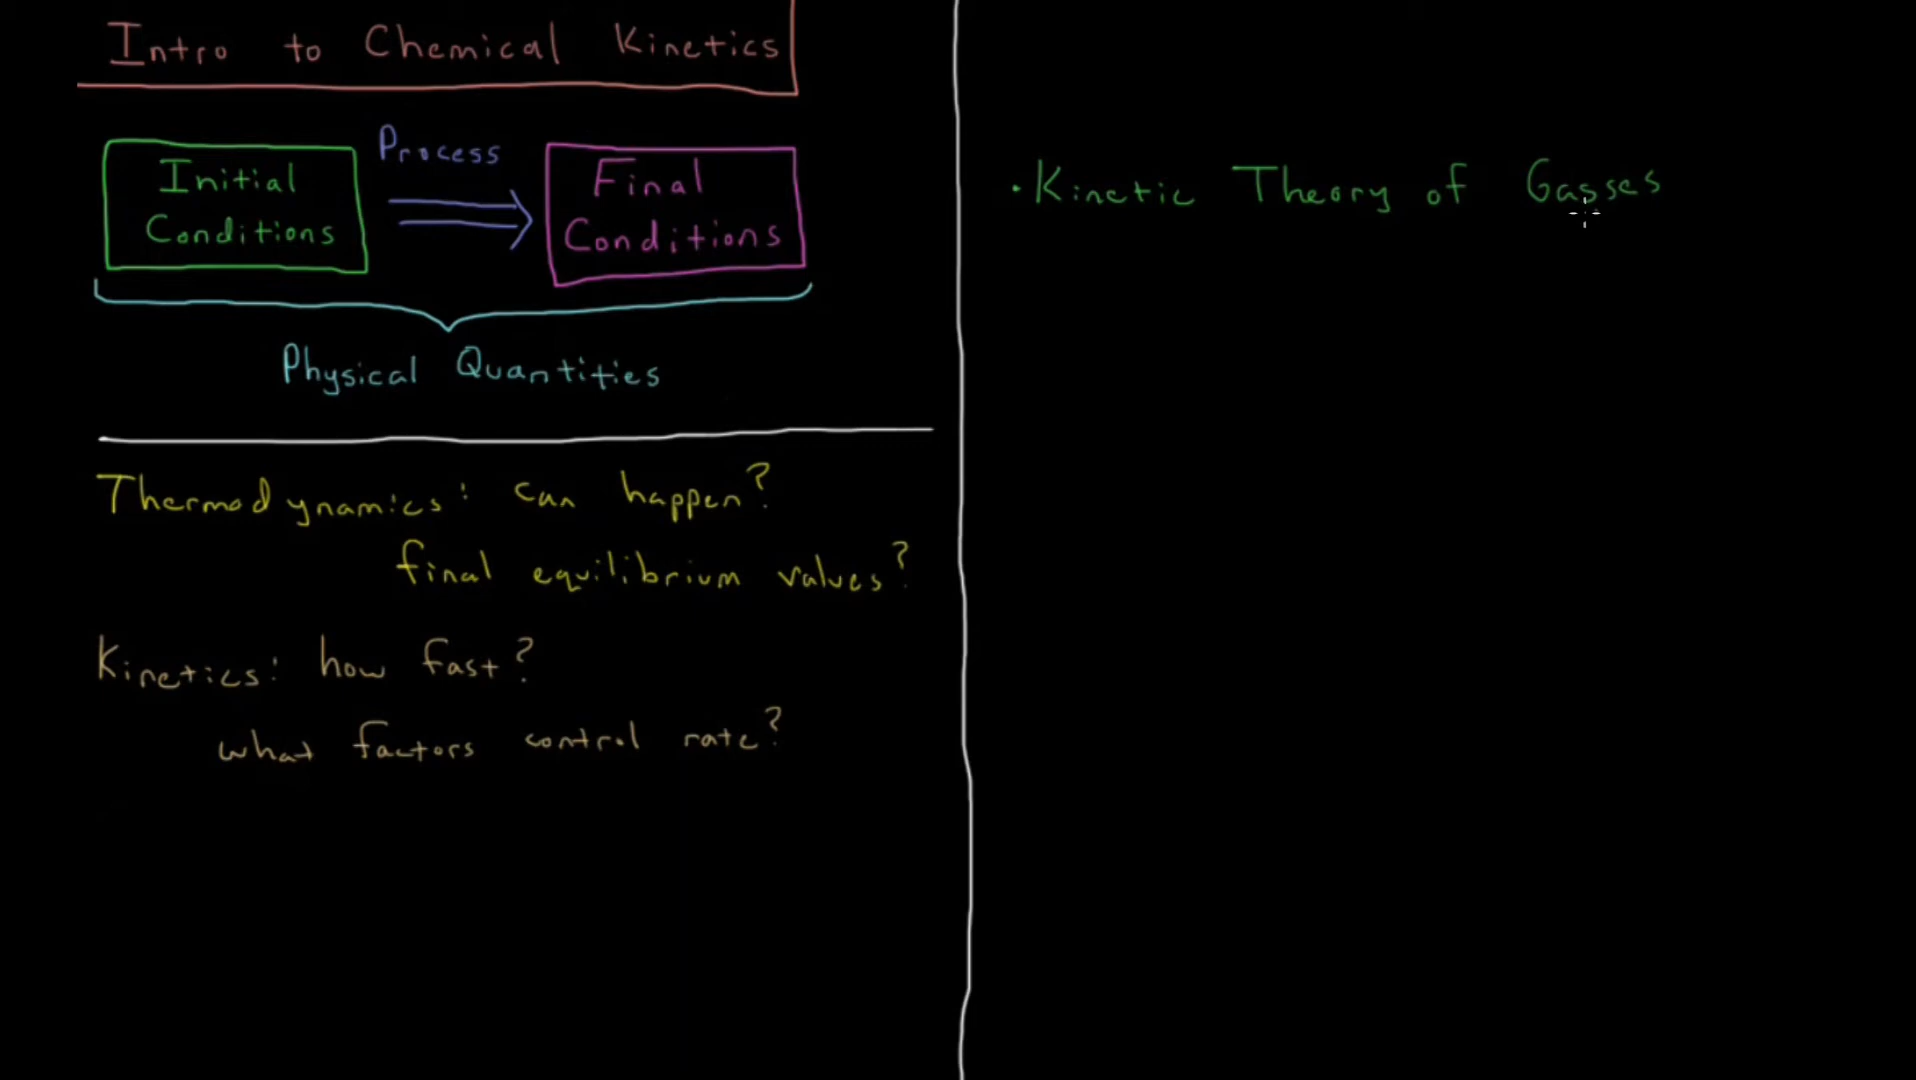 Intro to Chemical Kinetics
Initial
Conditions
Process
Final
Conditions
Physical Quantities
Thermodynamics: can happen?
final equilibrium values?
Kinetics: how fast?
what factors control rate?
· Kinetic Theory of Gasses